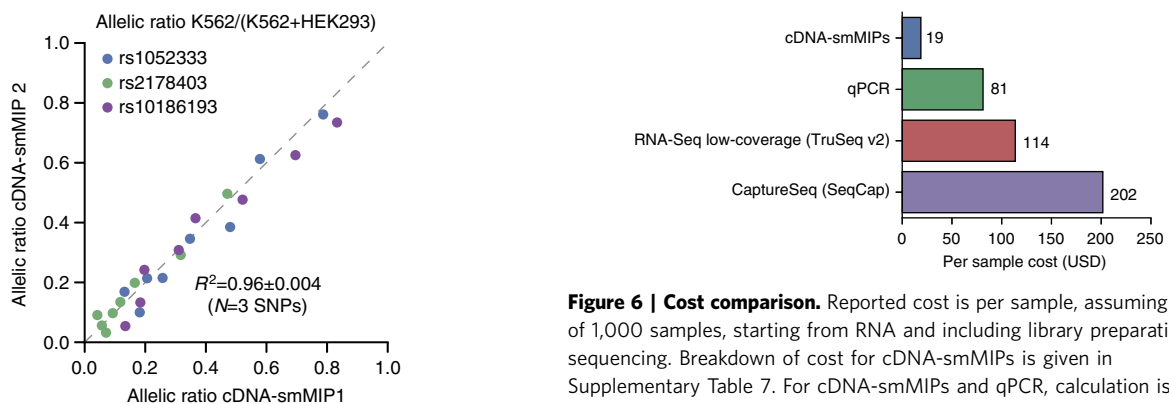 Allelic ratio K562/(K562+HEK293)
1.0
0.8
0.6
0.4
0.2
0.0
Allelic ratio cDNA-smMIP 2
rs1052333
rs2178403
rs10186193
R²=0.96±0.004
(N=3 SNPs)
0.0 0.2 0.4 0.6 0.8 1.0
Allelic ratio cDNA-smMIP1
cDNA-smMIPs 19
qPCR 81
RNA-Seq low-coverage (TruSeq v2) 114
CaptureSeq (SeqCap) 202
0 50 100 150 200 250
Per sample cost (USD)
Figure 6 | Cost comparison. Reported cost is per sample, assuming
of 1,000 samples, starting from RNA and including library preparati
sequencing. Breakdown of cost for cDNA-smMIPs is given in
Supplementary Table 7. For cDNA-smMIPs and qPCR, calculation is